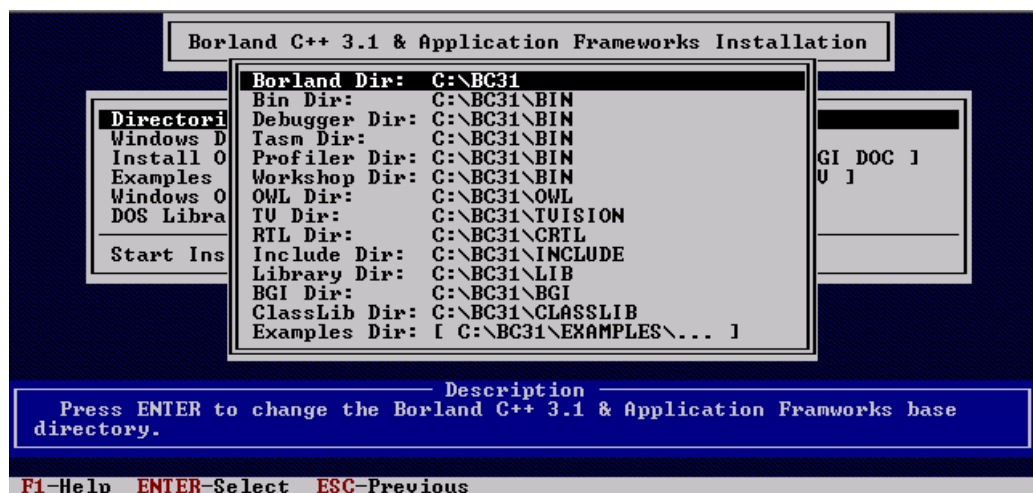 Borland C++ 3.1 & Application Frameworks Installation
Borland Dir: C:\BC31
Bin Dir: C:\BC31\BIN
Directori Debugger Dir: C:\BC31\BIN
Windows D Tasm Dir: C:\BC31\BIN
Install O Profiler Dir: C:\BC31\BIN GI DOC ]
Examples Workshop Dir: C:\BC31\BIN V ]
Windows O OWL Dir: C:\BC31\OWL
DOS Libra TV Dir: C:\BC31\TVISION
RTL Dir: C:\BC31\CRTL
Start Ins Include Dir: C:\BC31\INCLUDE
Library Dir: C:\BC31\LIB
BGI Dir: C:\BC31\BGI
ClassLib Dir: C:\BC31\CLASSLIB
Examples Dir: [ C:\BC31\EXAMPLES\... ]
Description
Press ENTER to change the Borland C++ 3.1 & Application Framworks base
directory.
F1-Help ENTER-Select ESC-Previous